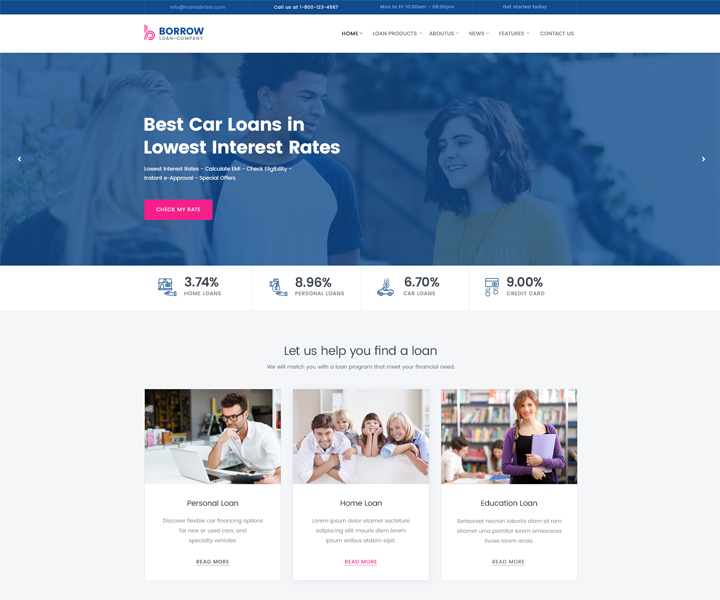 info@loanadvisor.com
Call us at 1-800-123-4567
Mon to fri 10:00am - 06:00pm
Get started today
BORROW
LOAN-COMPANY
HOME
LOAN PRODUCTS
ABOUTUS
NEWS
FEATURES
CONTACT US
Best Car Loans in
Lowest Interest Rates
Lowest Interest Rates - Calculate EMI - Check Eligibility -
Instant e-Approval - Special Offers
CHECK MY RATE
3.74%
HOME LOANS
8.96%
PERSONAL LOANS
6.70%
CAR LOANS
9.00%
CREDIT CARD
Let us help you find a loan
We will match you with a loan program that meet your financial need.
Personal Loan
Discover flexible car financing options
for new or used cars, and
specialty vehicles.
READ MORE
Home Loan
Lorem ipsum dolor sitamet secteture
adipiscing elit mauris diem lorem
ipsum anibus atdsim eipit.
READ MORE
Education Loan
Seriaorset necroin lobortis diam sit rem
sitamet urna porttitor lorem ameeraces
livose lorem anois.
READ MORE